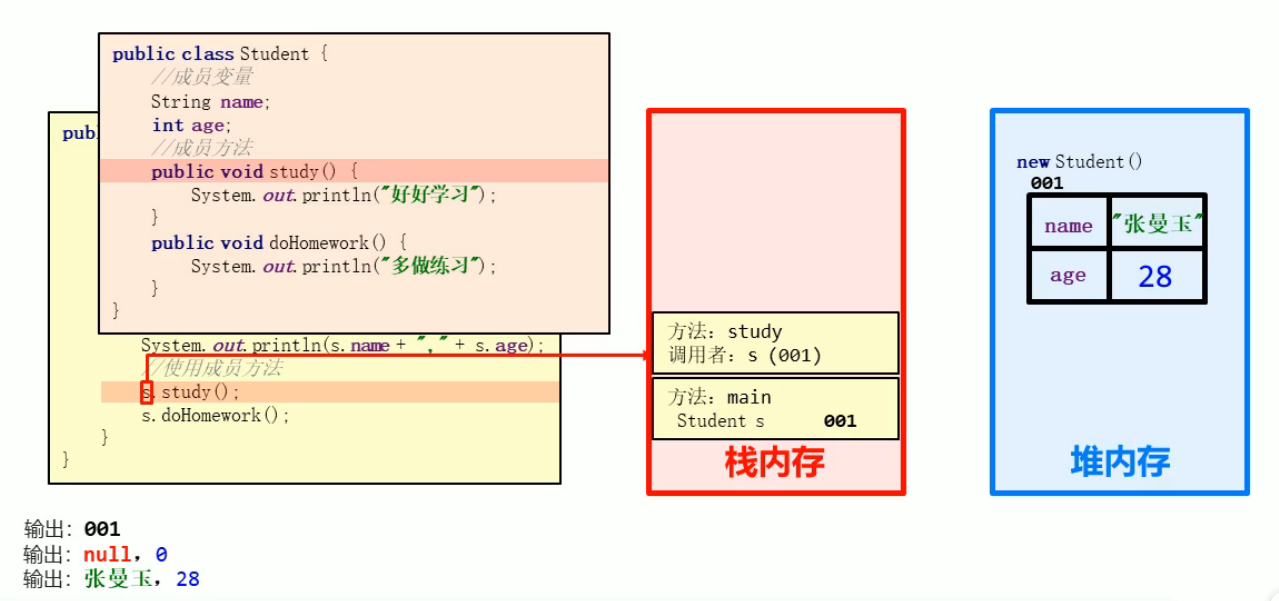 public class Student {
//成员变量
String name;
int age;
//成员方法
public void study() {
System.out.println("好好学习");
}
public void doHomework() {
System.out.println("多做练习");
}
}
publ
System.out.println(s.name + "," + s.age);
//使用成员方法
s.study();
s.doHomework();
}
}
方法：study
调用者：s (001)
方法：main
Student s 001
栈内存
new Student()
001
name "张曼玉"
age 28
堆内存
输出：001
输出：null，0
输出：张曼玉，28